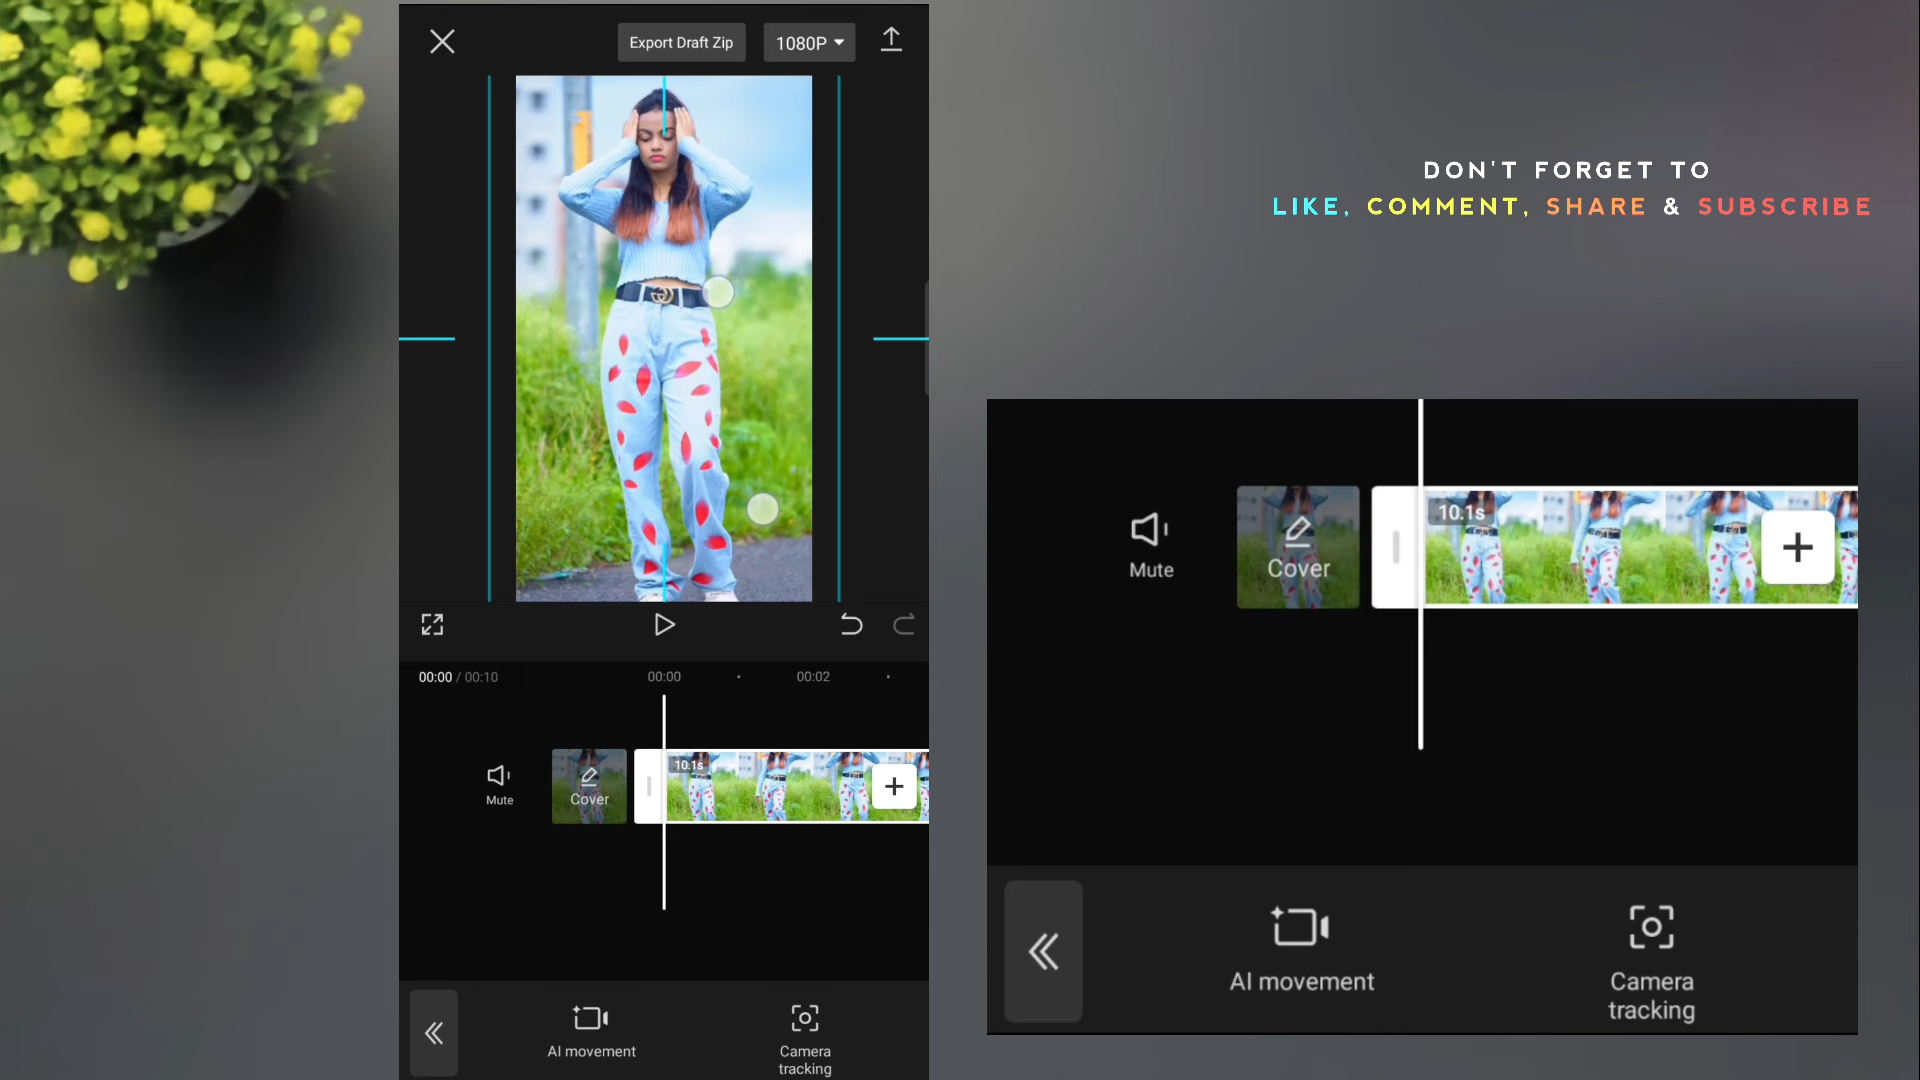 Export Draft Zip
1080P
DON'T FORGET TO
LIKE, COMMENT, SHARE & SUBSCRIBE
00:00 / 00:10
00:00
00:02
Mute
Cover
10.1s
AI movement
Camera
tracking
Mute
Cover
10.1s
AI movement
Camera
tracking